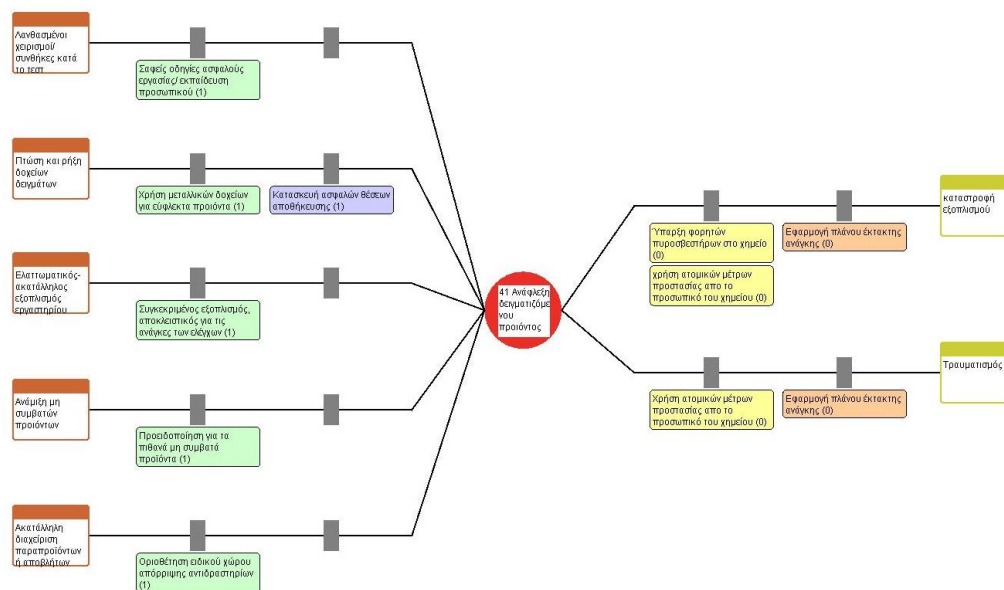 Λανθασμένοι
χειρισμοί/
συνθήκες κατά
το τεστ
Σαφείς οδηγίες ασφαλούς
εργασίας/ εκπαίδευση
προσωπικού (1)
Πτώση και ρήξη
δοχείων
δειγμάτων
Χρήση μεταλλικών δοχείων
για εύφλεκτα προιόντα (1)
Κατασκευή ασφαλών θέσεων
αποθήκευσης (1)
Ελαττωματικός-
ακατάλληλος
εξοπλισμός
εργαστηρίου
Συγκεκριμένος εξοπλισμός,
αποκλειστικός για τις
ανάγκες των ελέγχων (1)
Ανάμιξη μη
συμβατών
προιόντων
Προειδοποίηση για τα
πιθανά μη συμβατά
προϊόντα (1)
Ακατάλληλη
διαχείριση
παραπροϊόντων
ή αποβλήτων
Οριοθέτηση ειδικού χώρου
απόρριψης αντιδραστηρίων
(1)
41 Ανάφλεξη
δειγματιζόμε
νου
προιόντος
Ύπαρξη φορητών
πυροσβεστήρων στο χημείο
(0)
χρήση ατομικών μέτρων
προστασίας απο το
προσωπικό του χημείου (0)
Εφαρμογή πλάνου έκτακτης
ανάγκης (0)
καταστροφή
εξοπλισμού
Χρήση ατομικών μέτρων
προστασίας απο το
προσωπικό του χημείου (0)
Εφαρμογή πλάνου έκτακτης
ανάγκης (0)
Τραυματισμός